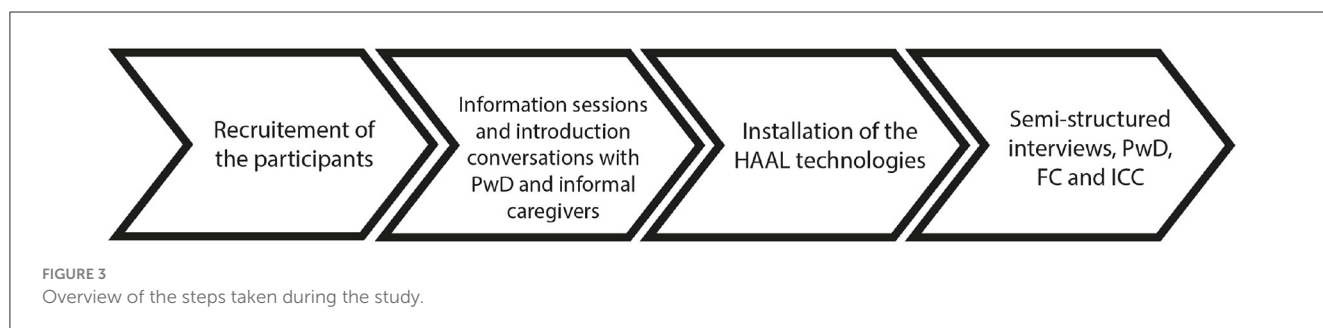 Recruitement of
the participants
Information sessions
and introduction
conversations with
PwD and informal
caregivers
Installation of the
HAAL technologies
Semi-structured
interviews, PwD,
FC and ICC
FIGURE 3
Overview of the steps taken during the study.